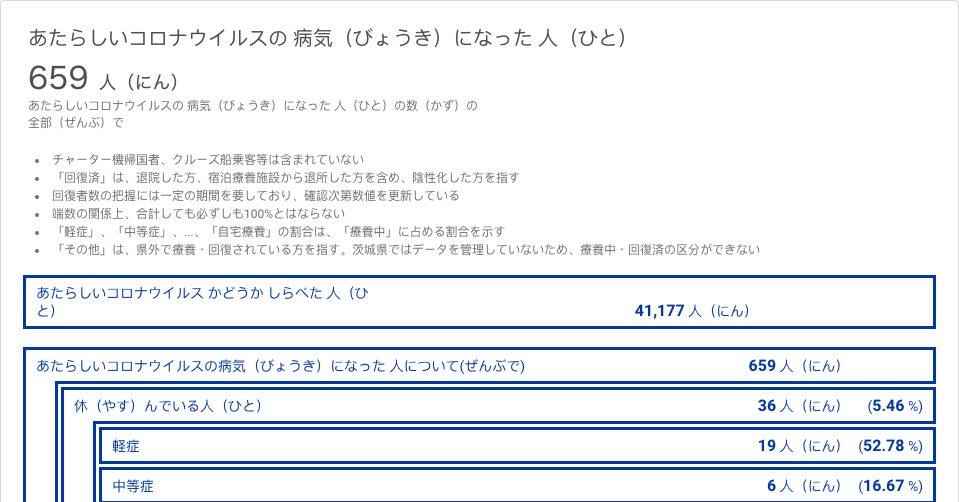 あたらしいコロナウイルスの 病気（びょうき）になった 人（ひと）
659 人（にん）
あたらしいコロナウイルスの 病気（びょうき）になった 人（ひと）の数（かず）の
全部（ぜんぶ）で
• チャーター機帰国者、クルーズ船乗客等は含まれていない
• 「回復済」は、退院した方、宿泊療養施設から退所した方を含め、陰性化した方を指す
• 回復者数の把握には一定の期間を要しており、確認次第数値を更新している
• 端数の関係上、合計しても必ずしも100%とはならない
• 「軽症」、「中等症」、...、「自宅療養」の割合は、「療養中」に占める割合を示す
• 「その他」は、県外で療養・回復されている方を指す。茨城県ではデータを管理していないため、療養中・回復済の区分ができない
あたらしいコロナウイルス かどうか しらべた 人（ひ
と）
41,177 人（にん）
あたらしいコロナウイルスの病気（びょうき）になった 人について(ぜんぶで) 659 人（にん）
休（やす）んでいる人（ひと） 36 人（にん） (5.46 %)
軽症 19 人（にん） (52.78 %)
中等症 6 人（にん） (16.67 %)